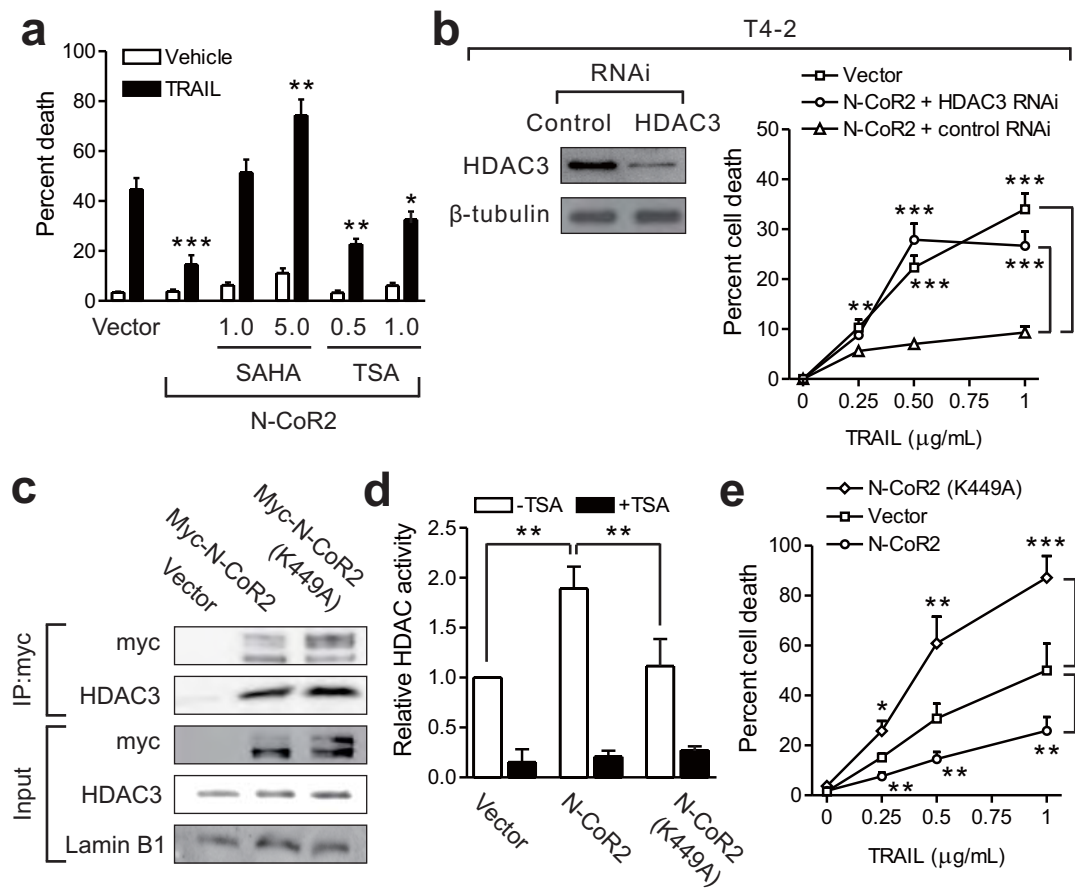 a
100
80
60
40
20
0
Percent death
Vehicle
TRAIL
***
**
**
*
Vector
1.0
5.0
0.5
1.0
SAHA
TSA
N-CoR2
b
T4-2
RNAi
Control
HDAC3
HDAC3
β-tubulin
Vector
N-CoR2 + HDAC3 RNAi
N-CoR2 + control RNAi
50
40
30
20
10
0
Percent cell death
**
***
***
***
***
0
0.25
0.50
0.75
1
TRAIL (μg/mL)
c
Vector
Myc-N-CoR2
Myc-N-CoR2
(K449A)
IP:myc
myc
HDAC3
Input
myc
HDAC3
Lamin B1
d
-TSA
+TSA
2.5
2.0
1.5
1.0
0.5
0.0
Relative HDAC activity
**
**
Vector
N-CoR2
N-CoR2
(K449A)
e
N-CoR2 (K449A)
Vector
N-CoR2
100
80
60
40
20
0
Percent cell death
*
**
***
**
**
**
0
0.25
0.5
0.75
1
TRAIL (μg/mL)